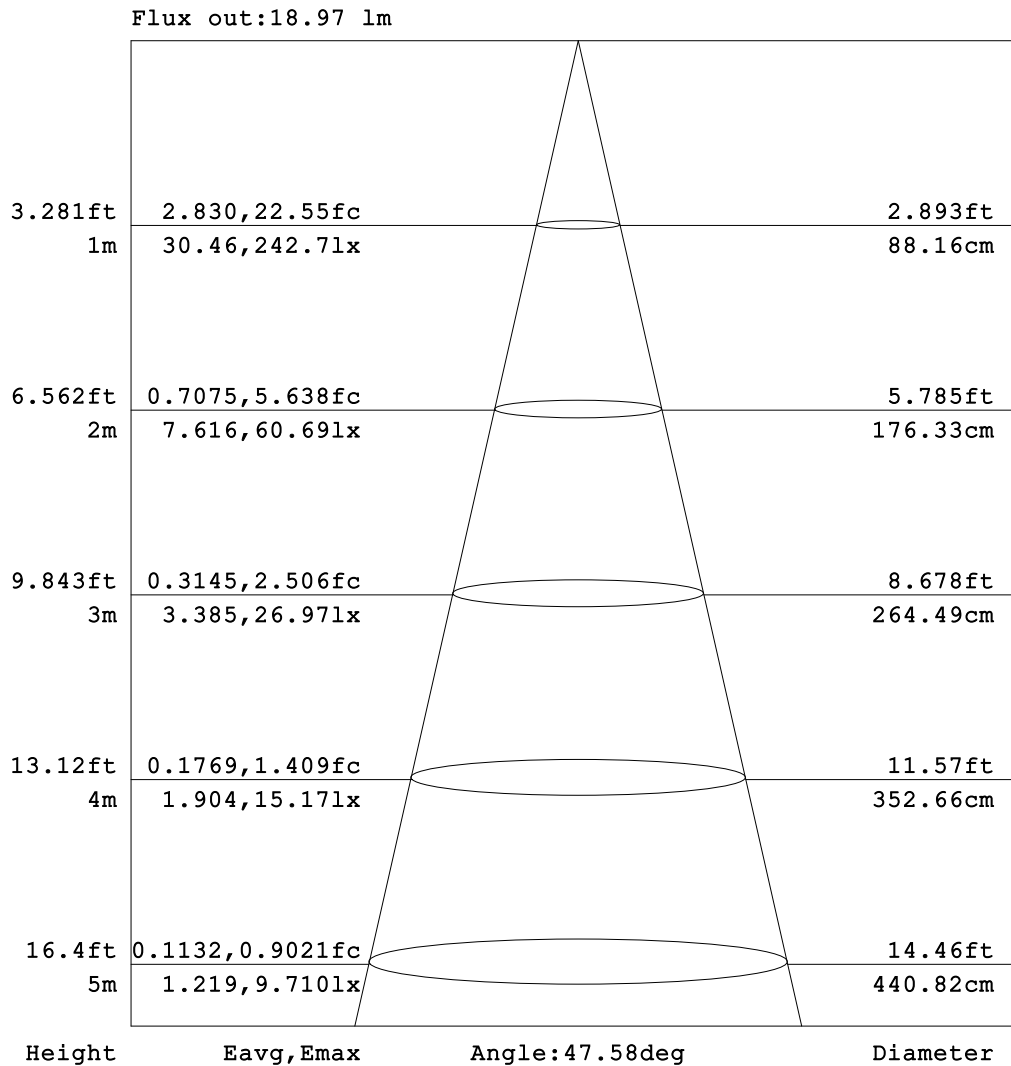 Flux out:18.97 lm
3.281ft 2.830,22.55fc 2.893ft
1m 30.46,242.7lx 88.16cm
6.562ft 0.7075,5.638fc 5.785ft
2m 7.616,60.69lx 176.33cm
9.843ft 0.3145,2.506fc 8.678ft
3m 3.385,26.97lx 264.49cm
13.12ft 0.1769,1.409fc 11.57ft
4m 1.904,15.17lx 352.66cm
16.4ft 0.1132,0.9021fc 14.46ft
5m 1.219,9.710lx 440.82cm
Height Eavg,Emax Angle:47.58deg Diameter